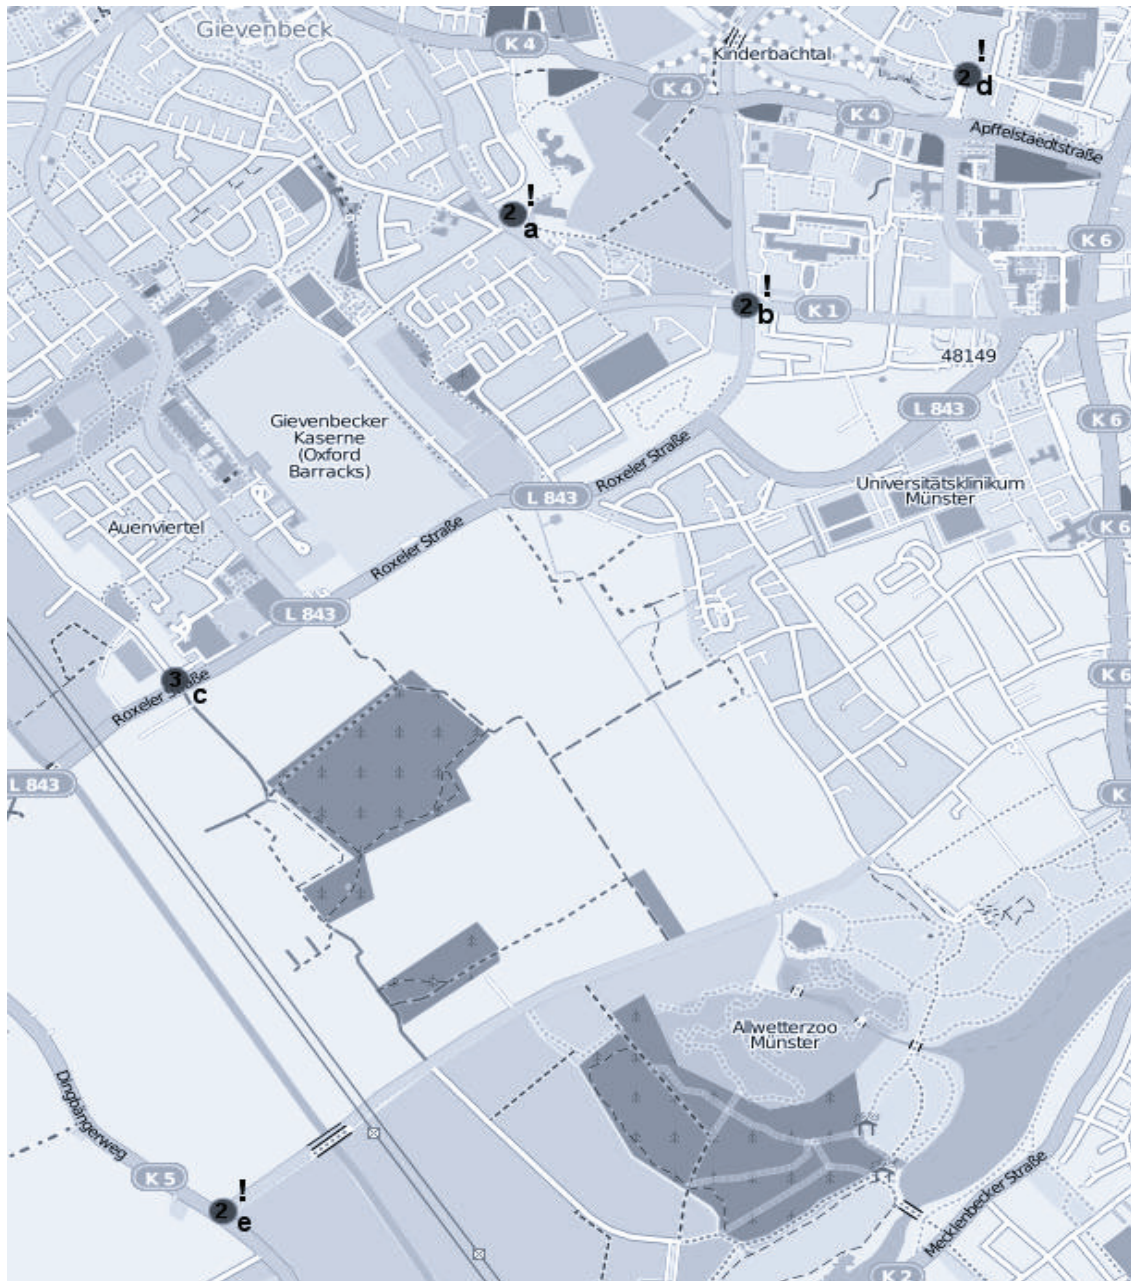 Gievenbeck
K 4
Kinderbachtal
!
2
d
K 4
K 4
Apffelstaedtstraße
!
2
a
K 6
!
2
b
K 1
48149
L 843
K 6
Gievenbecker
Kaserne
(Oxford
Barracks)
Roxeler Straße
L 843
Universitätsklinikum
Münster
Auenviertel
K 6
Roxeler Straße
L 843
3
c
Roxeler Straße
K 6
L 843
K
Allwetterzoo
Münster
Dingbängerweg
K 5
!
2
e
Mecklenbecker Straße
K 2